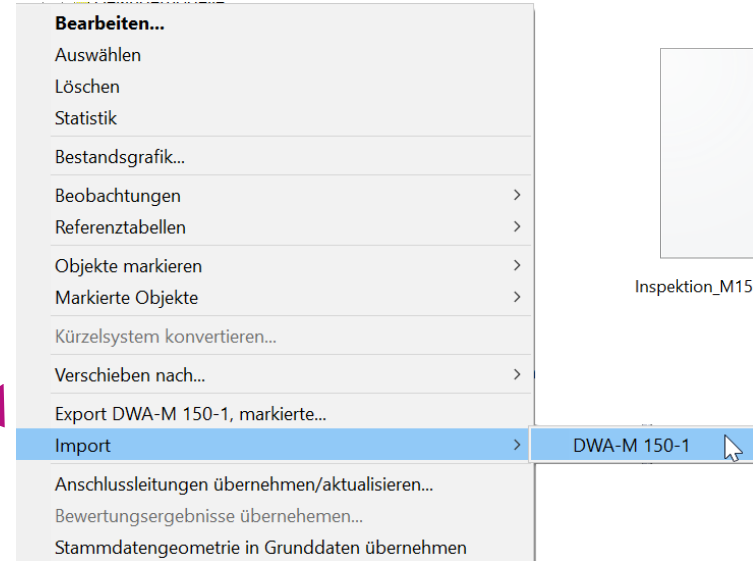 Bearbeiten...
Auswählen
Löschen
Statistik
Bestandsgrafik...
Beobachtungen
Referenztabellen
Objekte markieren
Markierte Objekte
Kürzelsystem konvertieren...
Verschieben nach...
Export DWA-M 150-1, markierte...
Import
DWA-M 150-1
Anschlussleitungen übernehmen/aktualisieren...
Bewertungsergebnisse übernehemen...
Stammdatengeometrie in Grunddaten übernehmen
Inspektion_M15